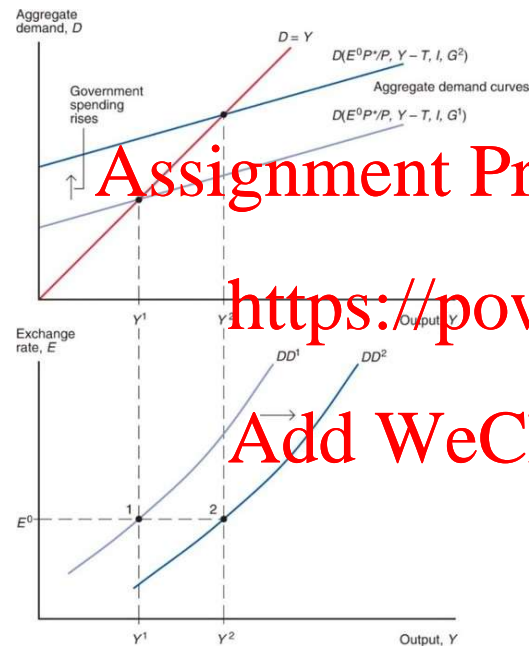 Aggregate
demand, D
D = Y
D(E⁰P*/P, Y – T, I, G²)
Aggregate demand curves
Government
spending
rises
D(E⁰P*/P, Y – T, I, G¹)
Assignment Pr
Y¹
Y²
https://pov
Output, Y
Exchange
rate, E
DD¹
DD²
Add WeC
1
2
E⁰
Y¹
Y²
Output, Y